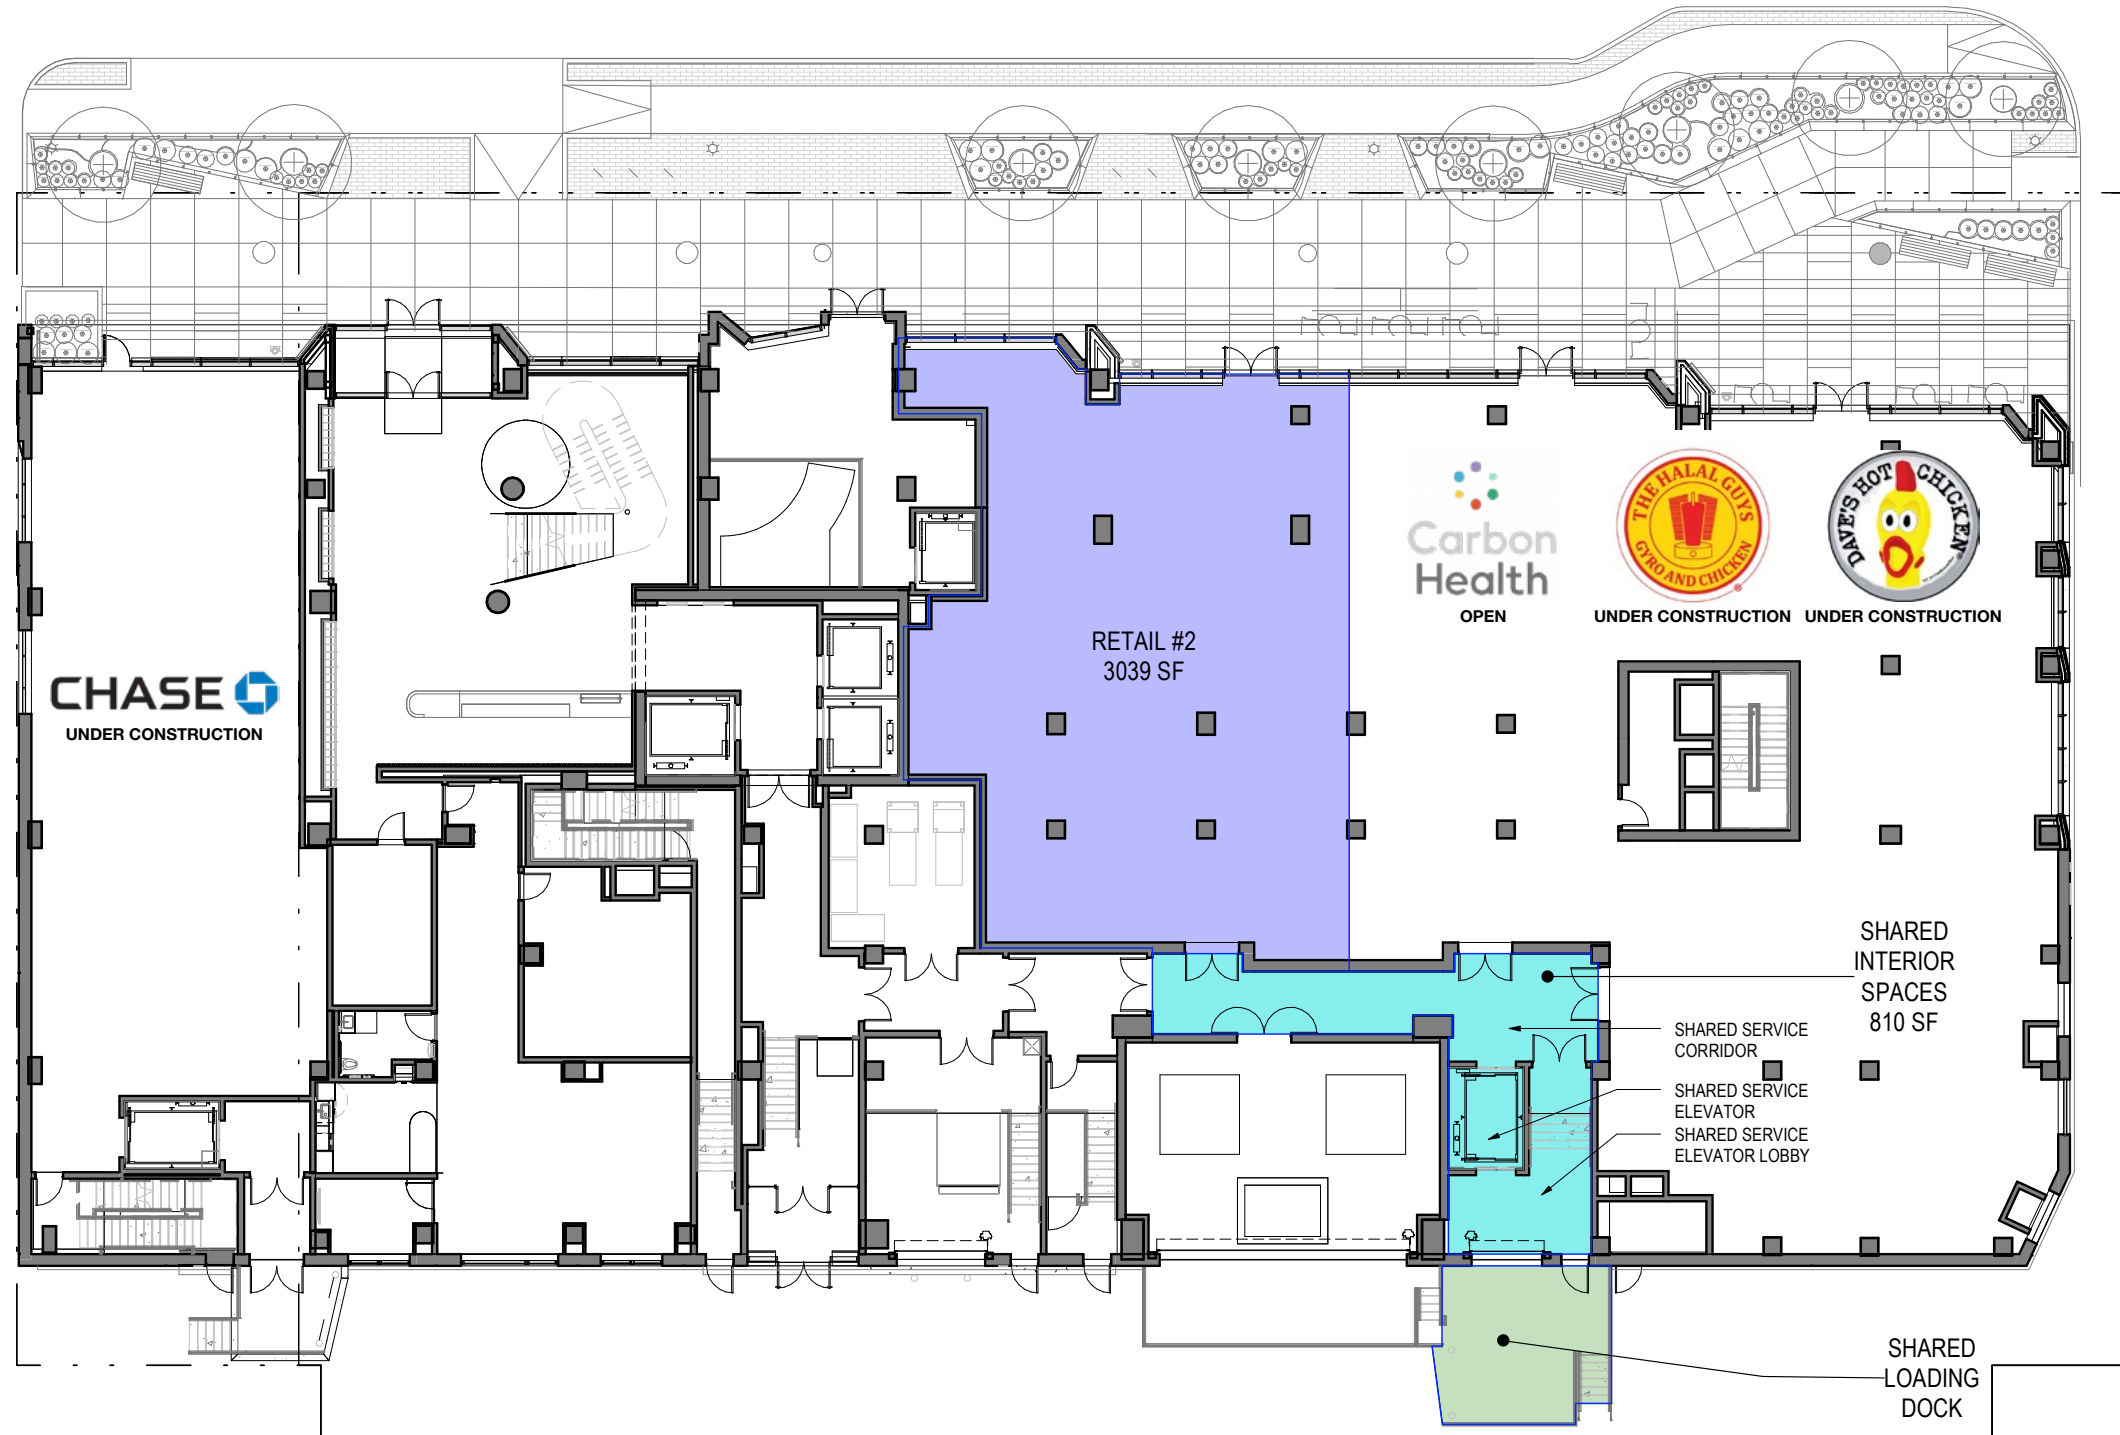 CHASE
UNDER CONSTRUCTION
RETAIL #2
3039 SF
Carbon
Health
OPEN
THE HALAL GUYS
GYRO AND CHICKEN
UNDER CONSTRUCTION
DAVE'S HOT CHICKEN
UNDER CONSTRUCTION
SHARED
INTERIOR
SPACES
810 SF
SHARED SERVICE
CORRIDOR
SHARED SERVICE
ELEVATOR
SHARED SERVICE
ELEVATOR LOBBY
SHARED
LOADING
DOCK